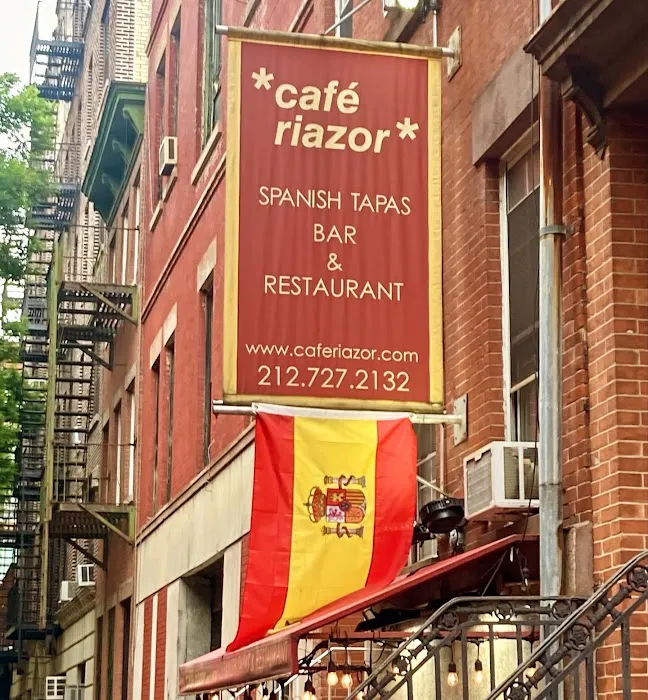 *café
riazor*
SPANISH TAPAS
BAR
&
RESTAURANT
www.caferiazor.com
212.727.2132